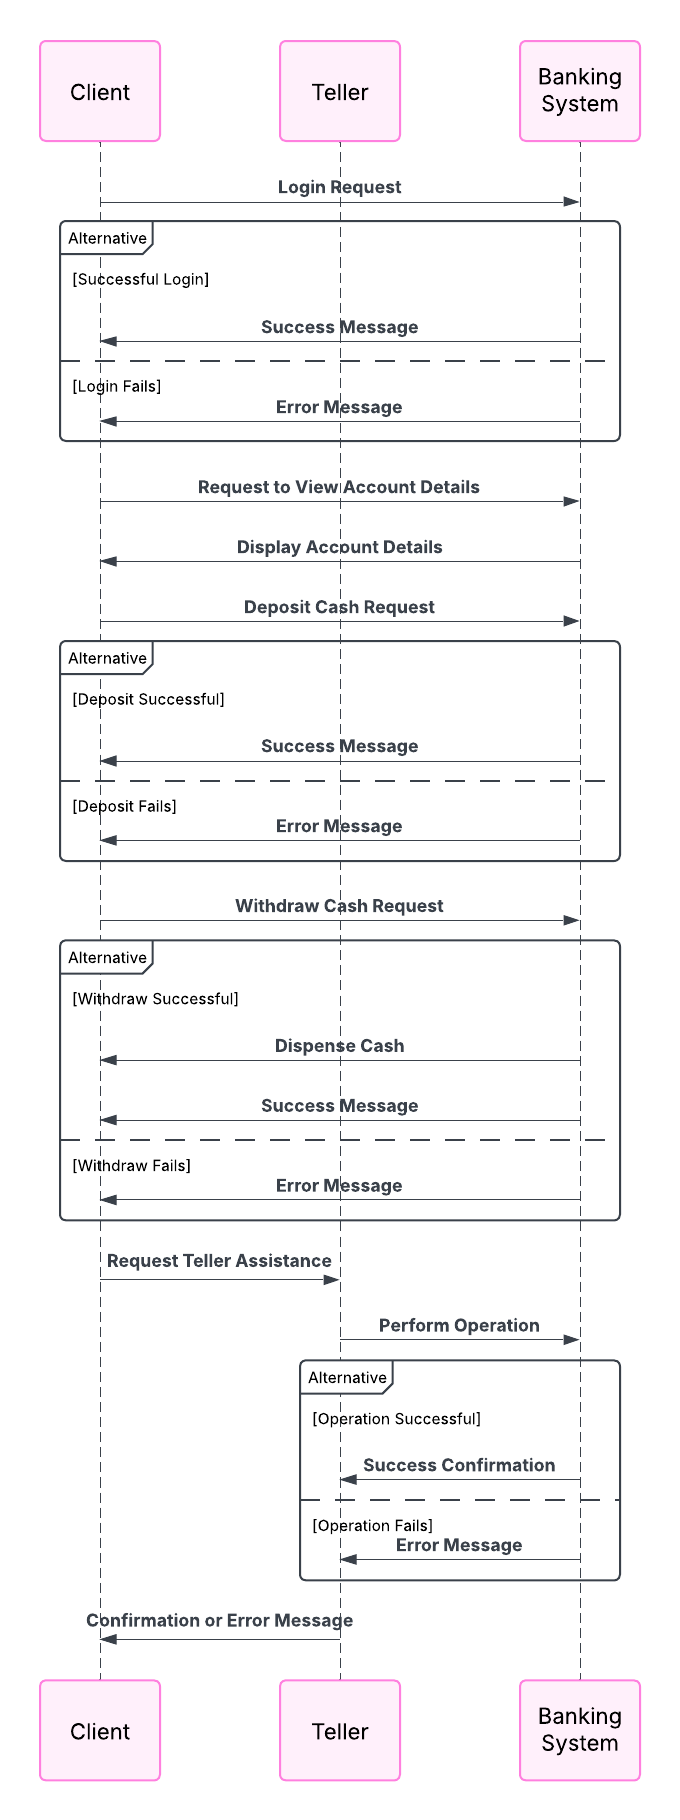 Client
Teller
Banking
System
Login Request
Alternative
[Successful Login]
Success Message
[Login Fails]
Error Message
Request to View Account Details
Display Account Details
Deposit Cash Request
Alternative
[Deposit Successful]
Success Message
[Deposit Fails]
Error Message
Withdraw Cash Request
Alternative
[Withdraw Successful]
Dispense Cash
Success Message
[Withdraw Fails]
Error Message
Request Teller Assistance
Perform Operation
Alternative
[Operation Successful]
Success Confirmation
[Operation Fails]
Error Message
Confirmation or Error Message
Client
Teller
Banking
System